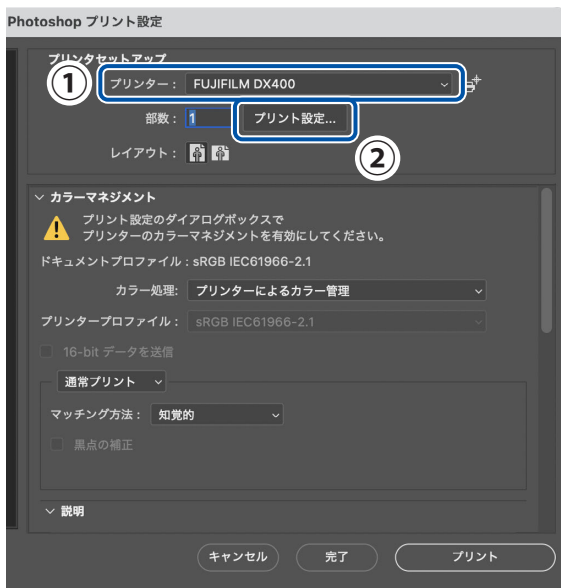 Photoshop プリント設定
プリンタセットアップ
①
プリンター： FUJIFILM DX400
部数： 1 プリント設定...
②
レイアウト：
カラーマネジメント
プリント設定のダイアログボックスで
プリンターのカラーマネジメントを有効にしてください。
ドキュメントプロファイル : sRGB IEC61966-2.1
カラー処理: プリンターによるカラー管理
プリンタープロファイル： sRGB IEC61966-2.1
16-bit データを送信
通常プリント
マッチング方法： 知覚的
黒点の補正
説明
キャンセル 完了 プリント